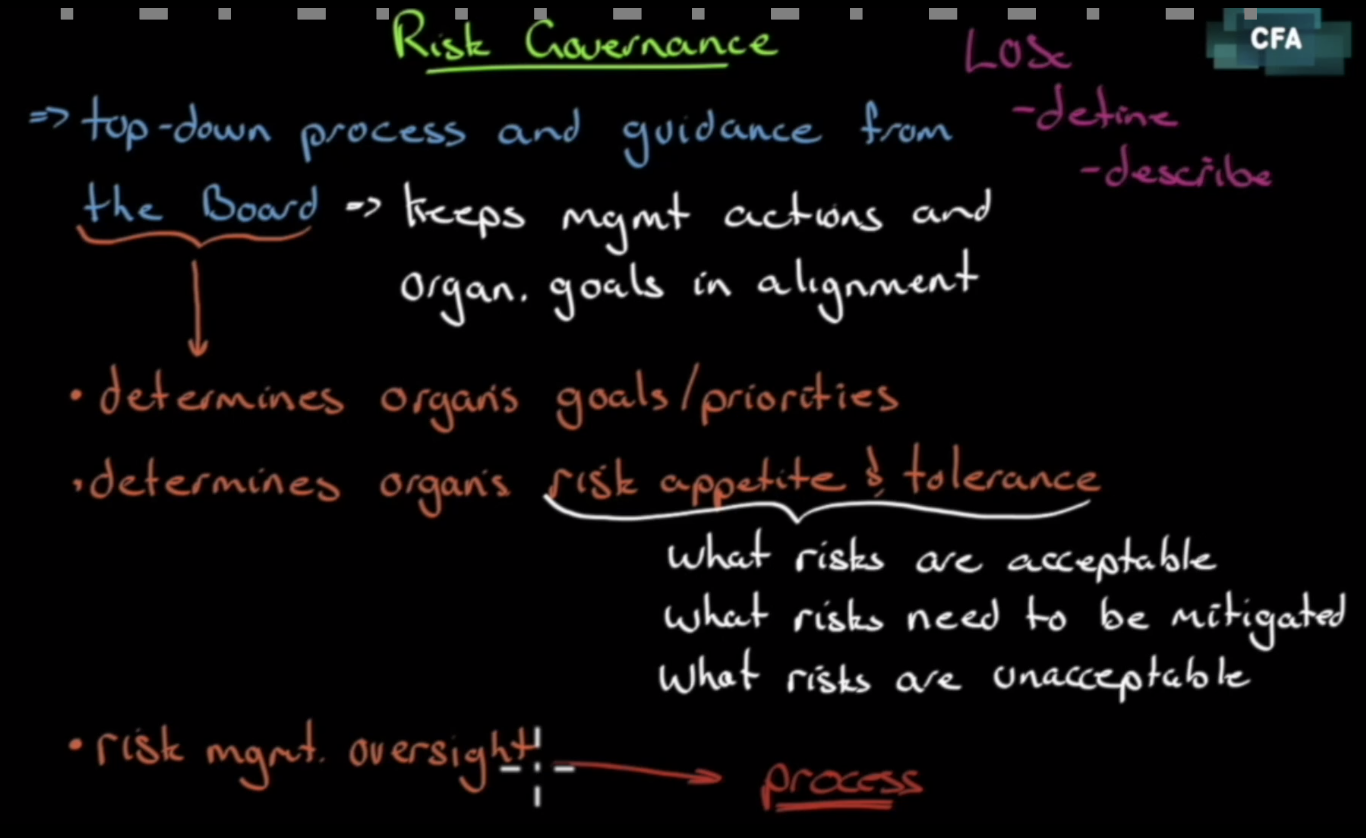 Risk Governance
LOS c
CFA
⇒ top-down process and guidance from
- define
- describe
the Board ⇒ keeps mgmt actions and
organ. goals in alignment
• determines organ's goals/priorities
• determines organ's risk appetite & tolerance
what risks are acceptable
what risks need to be mitigated
what risks are unacceptable
• risk mgmt. oversight → process